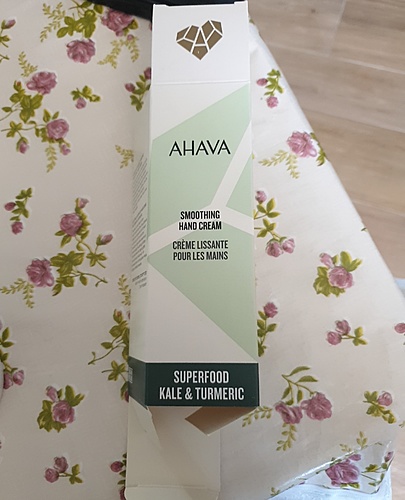 AHAVA
SMOOTHING
HAND CREAM
CRÈME LISSANTE
POUR LES MAINS
SUPERFOOD
KALE & TURMERIC